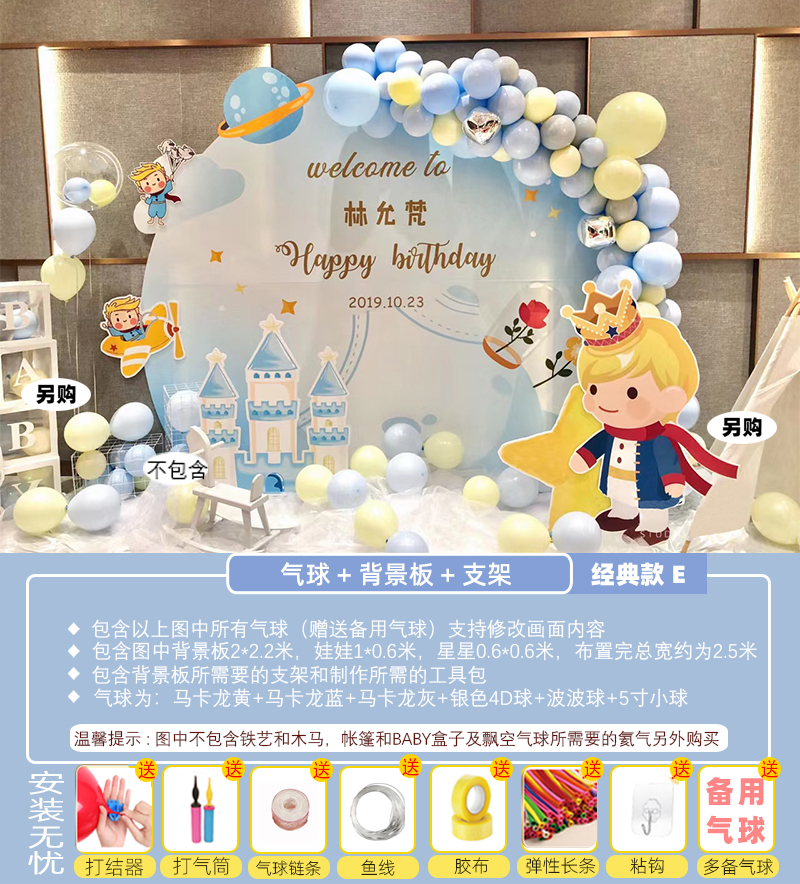 welcome to
林允梵
Happy birthday
2019.10.23
B
A
B
Y
另购
另购
不包含
气球 + 背景板 + 支架
经典款 E
◆ 包含以上图中所有气球（赠送备用气球）支持修改画面内容
◆ 包含图中背景板2*2.2米，娃娃1*0.6米，星星0.6*0.6米，布置完总宽约为2.5米
◆ 包含背景板所需要的支架和制作所需的工具包
◆ 气球为：马卡龙黄+马卡龙蓝+马卡龙灰+银色4D球+波波球+5寸小球
温馨提示 : 图中不包含铁艺和木马，帐篷和BABY盒子及飘空气球所需要的氦气另外购买
安装无忧
送 送 送 送 送 送 送 送
备用
气球
打结器 打气筒 气球链条 鱼线 胶布 弹性长条 粘钩 多备气球